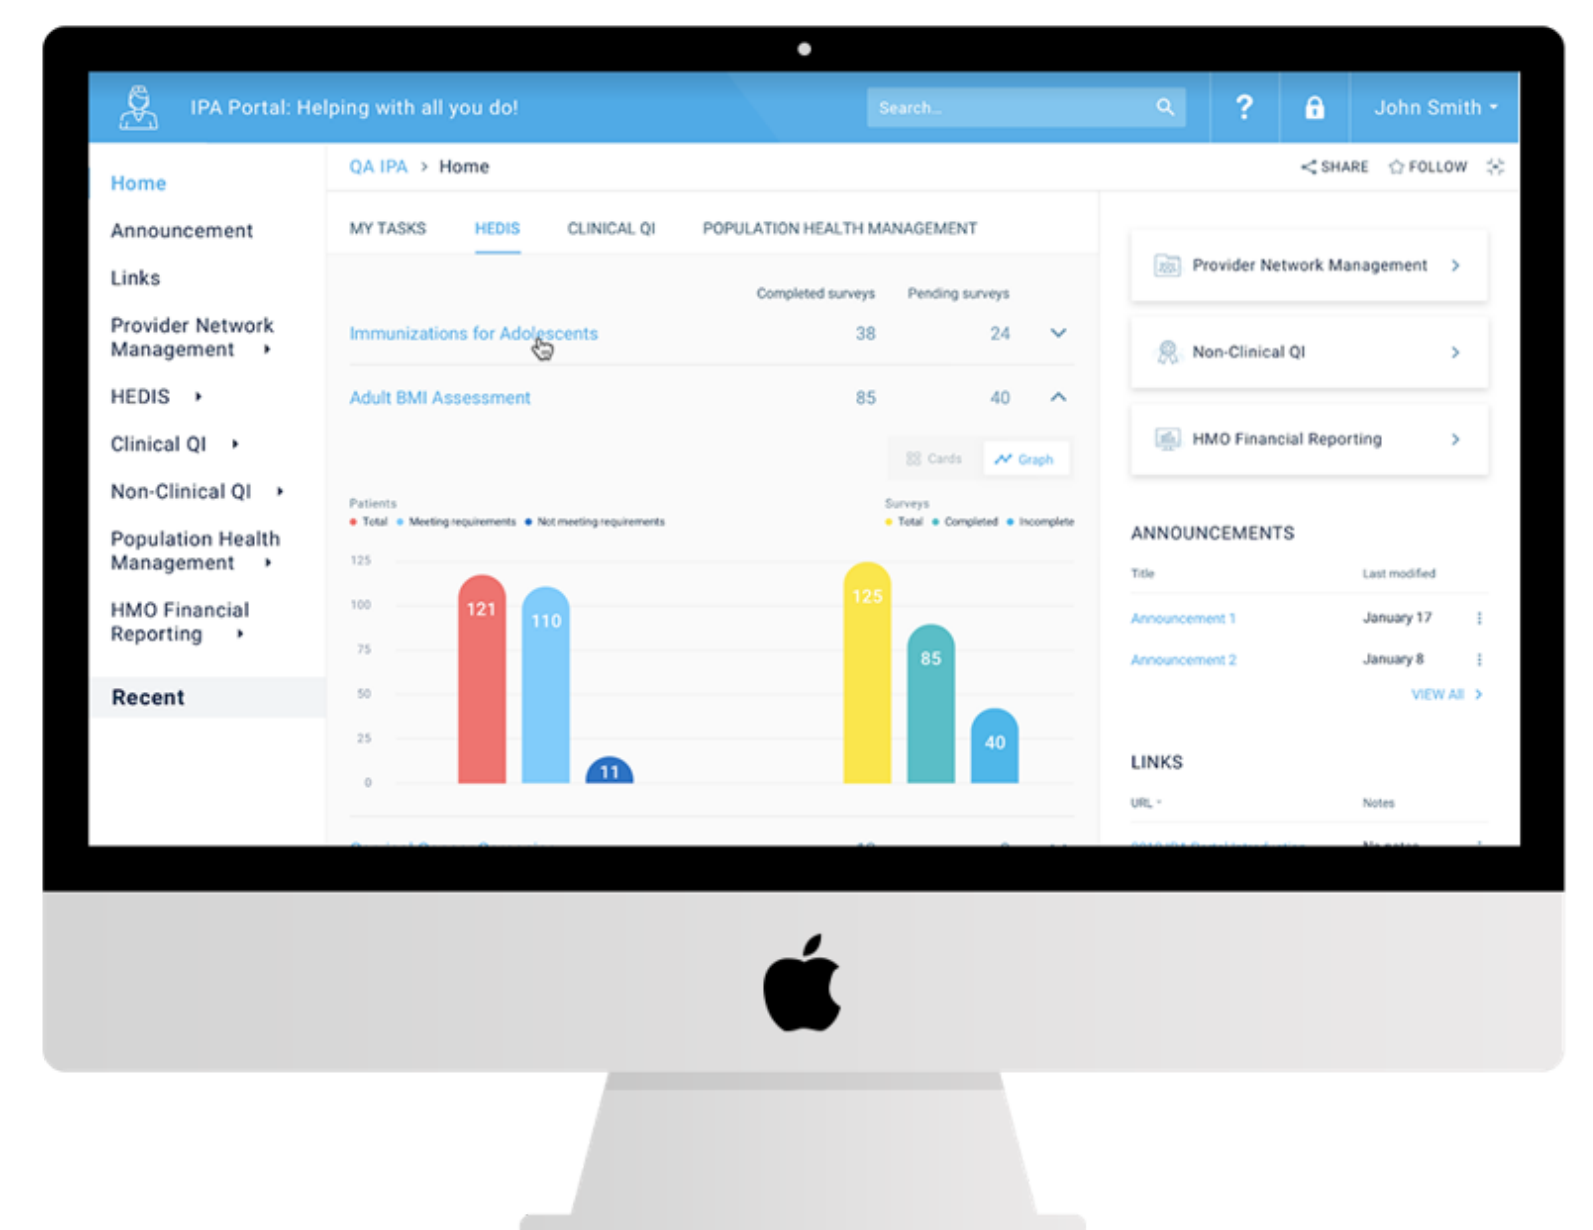 IPA Portal: Helping with all you do!
Search...
?
John Smith
Home
Announcement
Links
Provider Network
Management
HEDIS
Clinical QI
Non-Clinical QI
Population Health
Management
HMO Financial
Reporting
Recent
QA IPA > Home
SHARE
FOLLOW
MY TASKS
HEDIS
CLINICAL QI
POPULATION HEALTH MANAGEMENT
Completed surveys
Pending surveys
Immunizations for Adolescents
38
24
Adult BMI Assessment
85
40
Cards
Graph
Patients
Total
Meeting requirements
Not meeting requirements
Surveys
Total
Completed
Incomplete
125
100
75
50
25
0
121
110
11
125
85
40
Provider Network Management
Non-Clinical QI
HMO Financial Reporting
ANNOUNCEMENTS
Title
Last modified
Announcement 1
January 17
Announcement 2
January 8
VIEW All
LINKS
URL
Notes